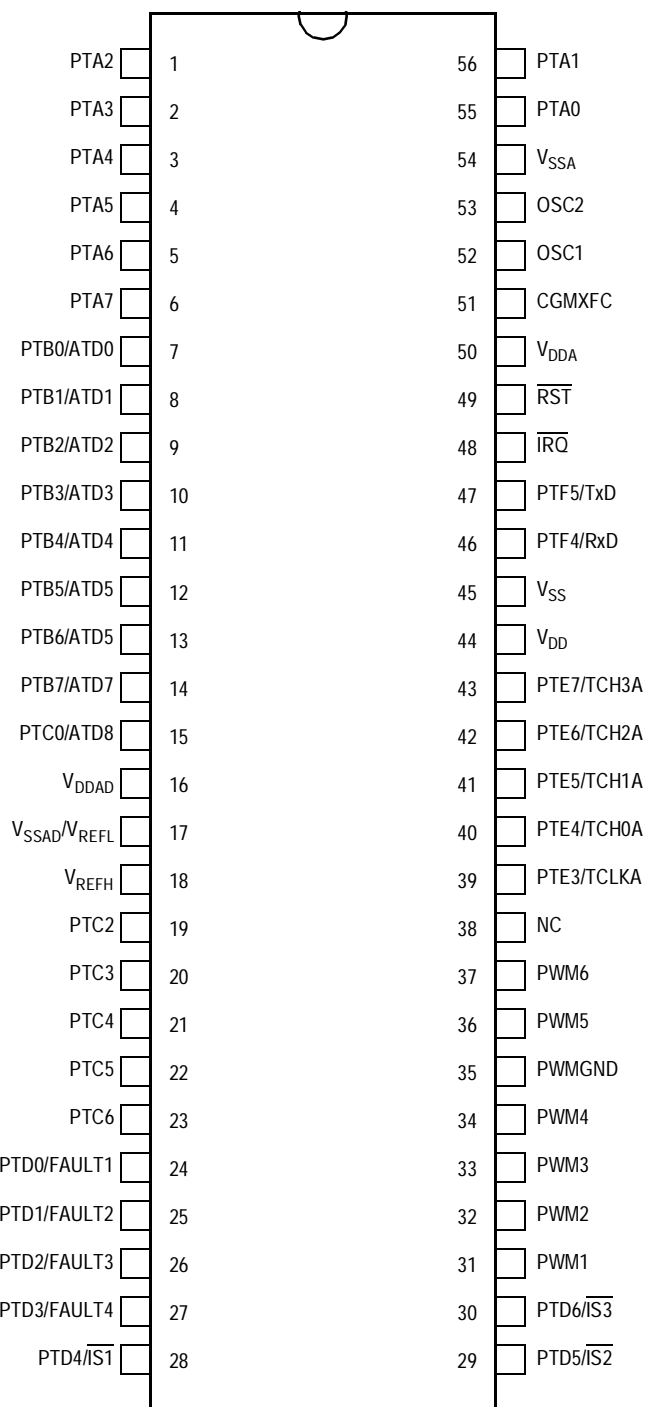 PTA2 1 56 PTA1
PTA3 2 55 PTA0
PTA4 3 54 VSSA
PTA5 4 53 OSC2
PTA6 5 52 OSC1
PTA7 6 51 CGMXFC
PTB0/ATD0 7 50 VDDA
PTB1/ATD1 8 49 R̅S̅T̅
PTB2/ATD2 9 48 I̅R̅Q̅
PTB3/ATD3 10 47 PTF5/TxD
PTB4/ATD4 11 46 PTF4/RxD
PTB5/ATD5 12 45 VSS
PTB6/ATD5 13 44 VDD
PTB7/ATD7 14 43 PTE7/TCH3A
PTC0/ATD8 15 42 PTE6/TCH2A
VDDAD 16 41 PTE5/TCH1A
VSSAD/VREFL 17 40 PTE4/TCH0A
VREFH 18 39 PTE3/TCLKA
PTC2 19 38 NC
PTC3 20 37 PWM6
PTC4 21 36 PWM5
PTC5 22 35 PWMGND
PTC6 23 34 PWM4
PTD0/FAULT1 24 33 PWM3
PTD1/FAULT2 25 32 PWM2
PTD2/FAULT3 26 31 PWM1
PTD3/FAULT4 27 30 PTD6/I̅S̅3̅
PTD4/I̅S̅1̅ 28 29 PTD5/I̅S̅2̅